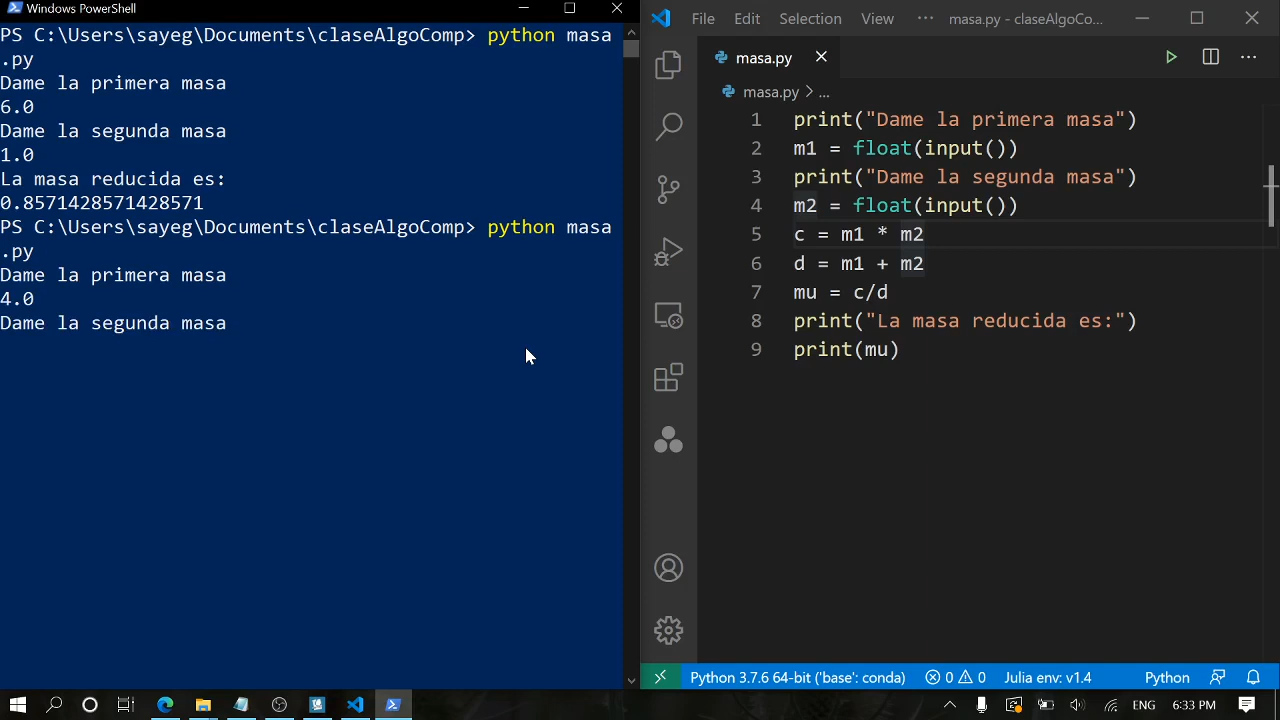 Windows PowerShell
PS C:\Users\sayeg\Documents\claseAlgoComp> python masa
.py
Dame la primera masa
6.0
Dame la segunda masa
1.0
La masa reducida es:
0.8571428571428571
PS C:\Users\sayeg\Documents\claseAlgoComp> python masa
.py
Dame la primera masa
4.0
Dame la segunda masa
File Edit Selection View ··· masa.py - claseAlgoCo...
masa.py
masa.py > ...
1 print("Dame la primera masa")
2 m1 = float(input())
3 print("Dame la segunda masa")
4 m2 = float(input())
5 c = m1 * m2
6 d = m1 + m2
7 mu = c/d
8 print("La masa reducida es:")
9 print(mu)
Python 3.7.6 64-bit ('base': conda) 0 0 Julia env: v1.4 Python
ENG 6:33 PM